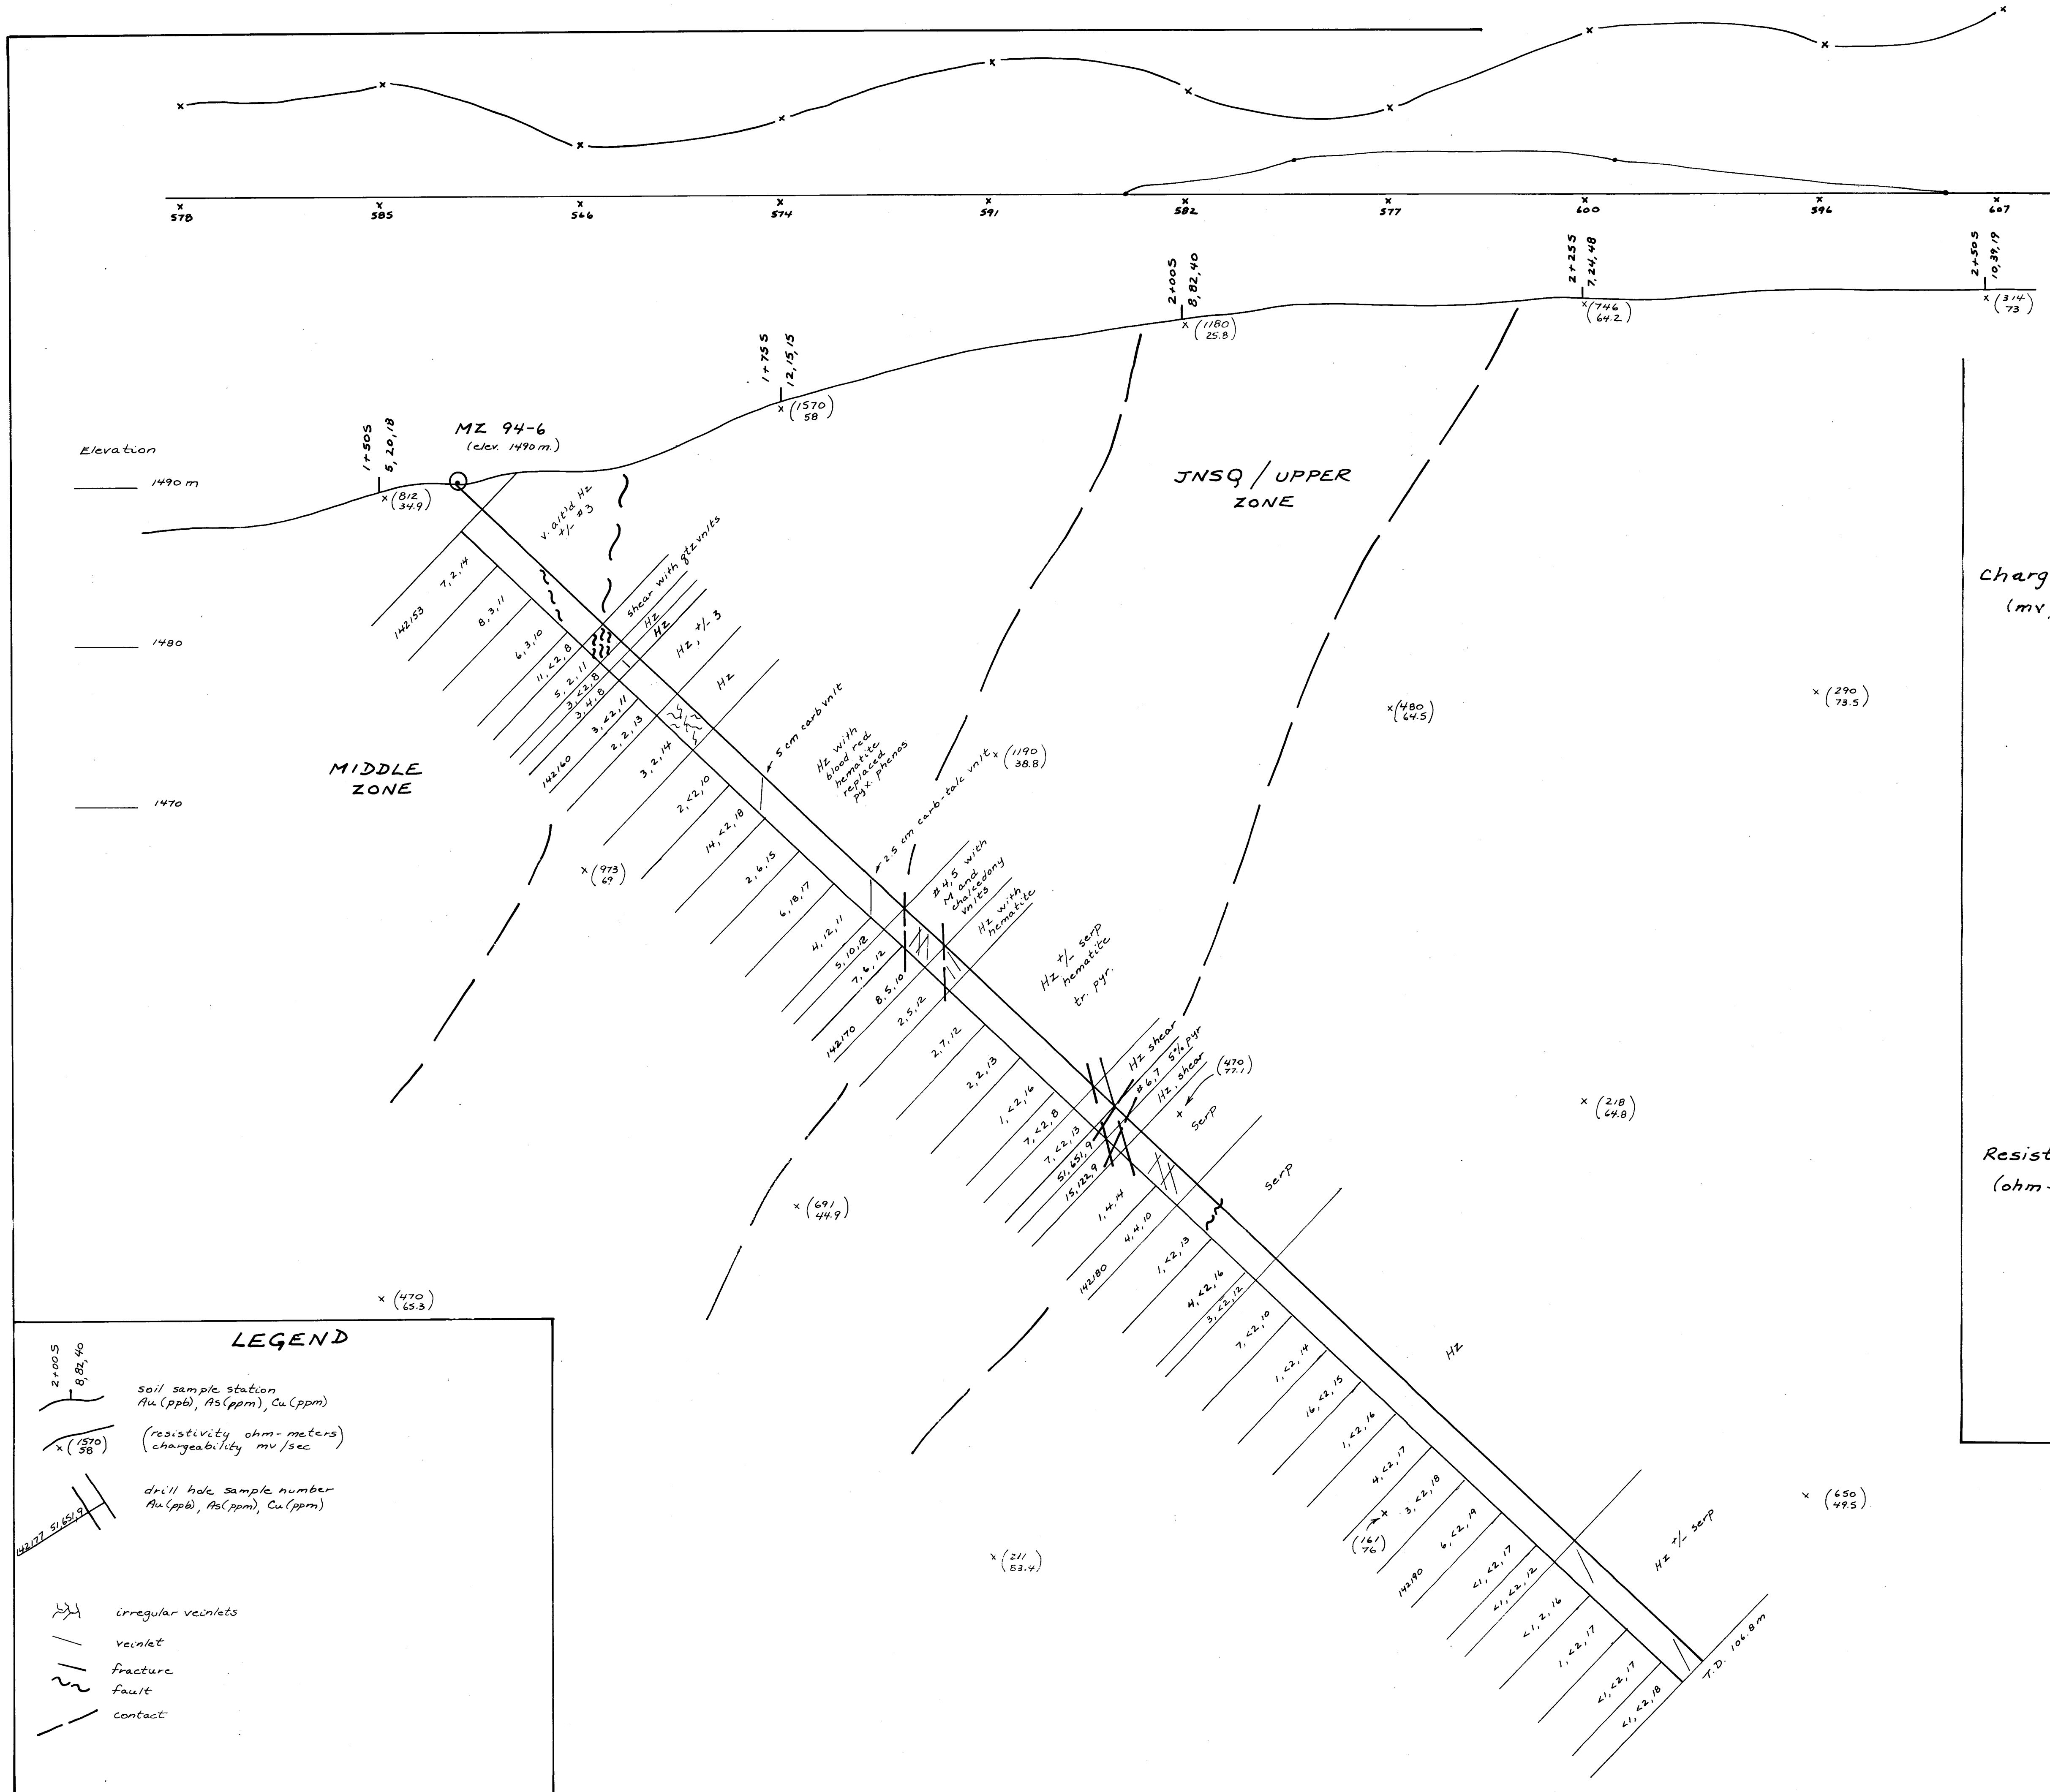 578
585
566
574
591
582
577
600
596
607
2+50S
10,39,19
(314
73)
2+25S
7,24,48
(746
64.2)
2+00S
8,82,40
(1180
25.8)
1+75S
12,15,15
(1570
58)
1+50S
5,20,18
(812
34.9)
MZ 94-6
(elev. 1490m.)
Elevation
1490 m
1480
1470
JNSQ / UPPER
ZONE
MIDDLE
ZONE
Charg
(mv
Resist
(ohm-
v. alt'd Hz
+/- #3
shear with qtz vnlts
Hz
Hz
Hz, +/- 3
Hz
5 cm carb vnlt
Hz with
blood red
hematite
replaced
pyx. phenos
2.5 cm carb-talc vnlt
#4,5 with
M and
chalcedony
vnlts
Hz with
hematite
Hz +/- serp
hematite
tr. pyr.
Hz shear
#6,7 5% pyr
Hz, shear
Serp
Serp
Hz
Hz +/- serp
T.D. 106.8m
(480
64.5)
(290
73.5)
(1190
38.8)
(973
69)
(470
77.1)
(218
64.8)
(691
44.9)
(470
65.3)
(650
49.5)
(211
53.4)
(161
76)
142153 7,2,14
8,3,11
6,3,10
11,<2,8
5,2,11
3,<2,8
3,4,8
142160 3,<2,11
2,2,13
3,2,14
2,<2,10
14,<2,18
2,6,15
6,18,17
4,12,11
5,10,12
7,6,12
142170 8,5,10
2,5,12
2,7,12
2,2,13
1,<2,16
7,<2,8
7,<2,13
51,651,9
15,122,9
1,4,14
142180 4,4,10
1,<2,13
4,<2,16
3,<2,12
7,<2,10
1,<2,14
16,<2,15
1,<2,16
4,<2,17
3,<2,18
142190 6,<2,19
<1,<2,17
<1,<2,12
<1,2,16
1,<2,17
<1,<2,17
<1,<2,18
LEGEND
2+00S
8,82,40
soil sample station
Au(ppb), As(ppm), Cu(ppm)
(1570
58)
(resistivity ohm-meters
chargeability mv/sec)
142177 51,651,9
drill hole sample number
Au(ppb), As(ppm), Cu(ppm)
irregular veinlets
veinlet
fracture
fault
contact